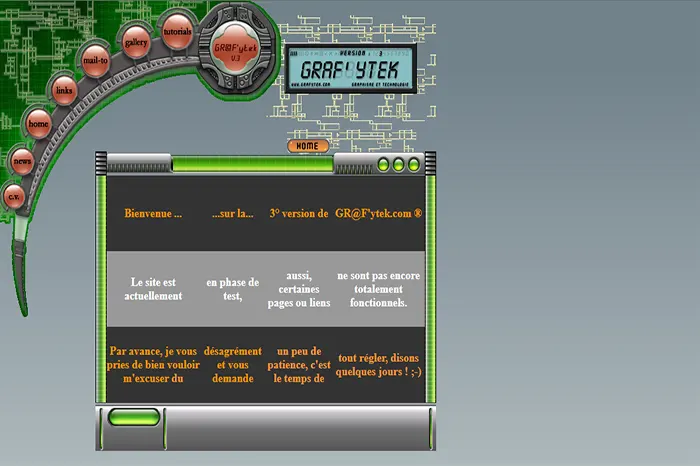 tutorials
gallery
mail-to
links
home
news
c.v.
GR@F'ytek
V.3
VERSION : 3
GRAF'YTEK
WWW.GRAFYTEK.COM GRAPHISME ET TECHNOLOGIE
HOME
Bienvenue ... ...sur la... 3° version de GR@F'ytek.com ®
Le site est
actuellement
en phase de
test,
aussi,
certaines
pages ou liens
ne sont pas encore
totalement
fonctionnels.
Par avance, je vous
pries de bien vouloir
m'excuser du
désagrément
et vous
demande
un peu de
patience, c'est
le temps de
tout régler, disons
quelques jours ! ;-)